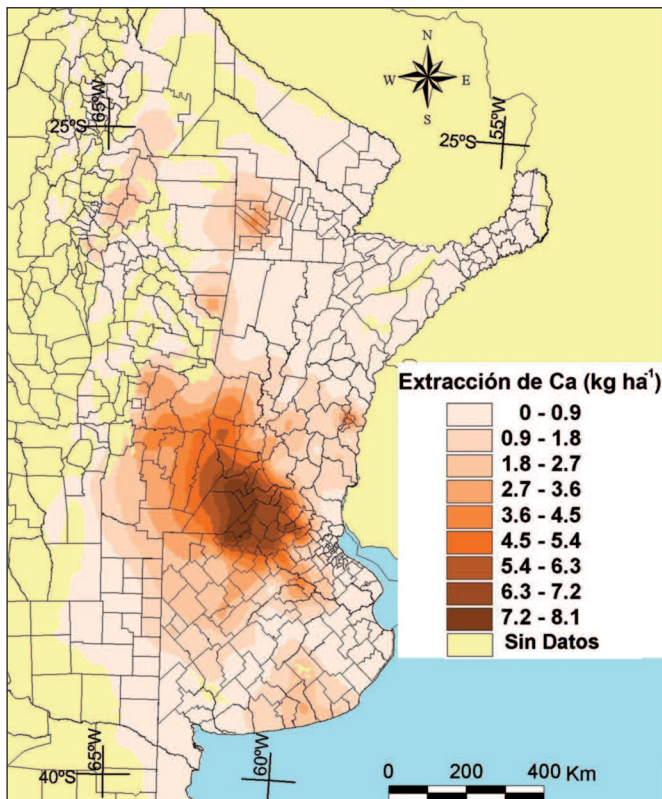 N
W E
S
65ºW
25ºS
55ºW
25ºS
Extracción de Ca (kg ha⁻¹)
0 - 0.9
0.9 - 1.8
1.8 - 2.7
2.7 - 3.6
3.6 - 4.5
4.5 - 5.4
5.4 - 6.3
6.3 - 7.2
7.2 - 8.1
Sin Datos
65ºW
40ºS
60ºW
0 200 400 Km